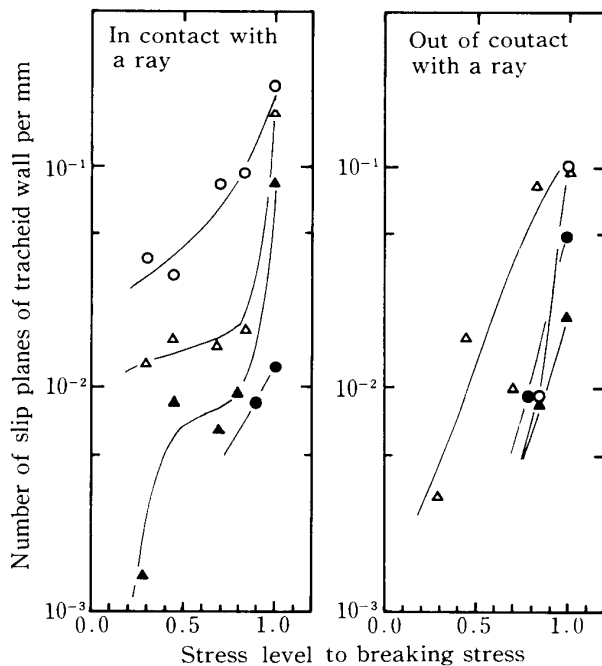 In contact with
a ray
Out of coutact
with a ray
Number of slip planes of tracheid wall per mm
10⁻¹
10⁻²
10⁻³
0.0 0.5 1.0
10⁻¹
10⁻²
10⁻³
0.0 0.5 1.0
Stress level to breaking stress